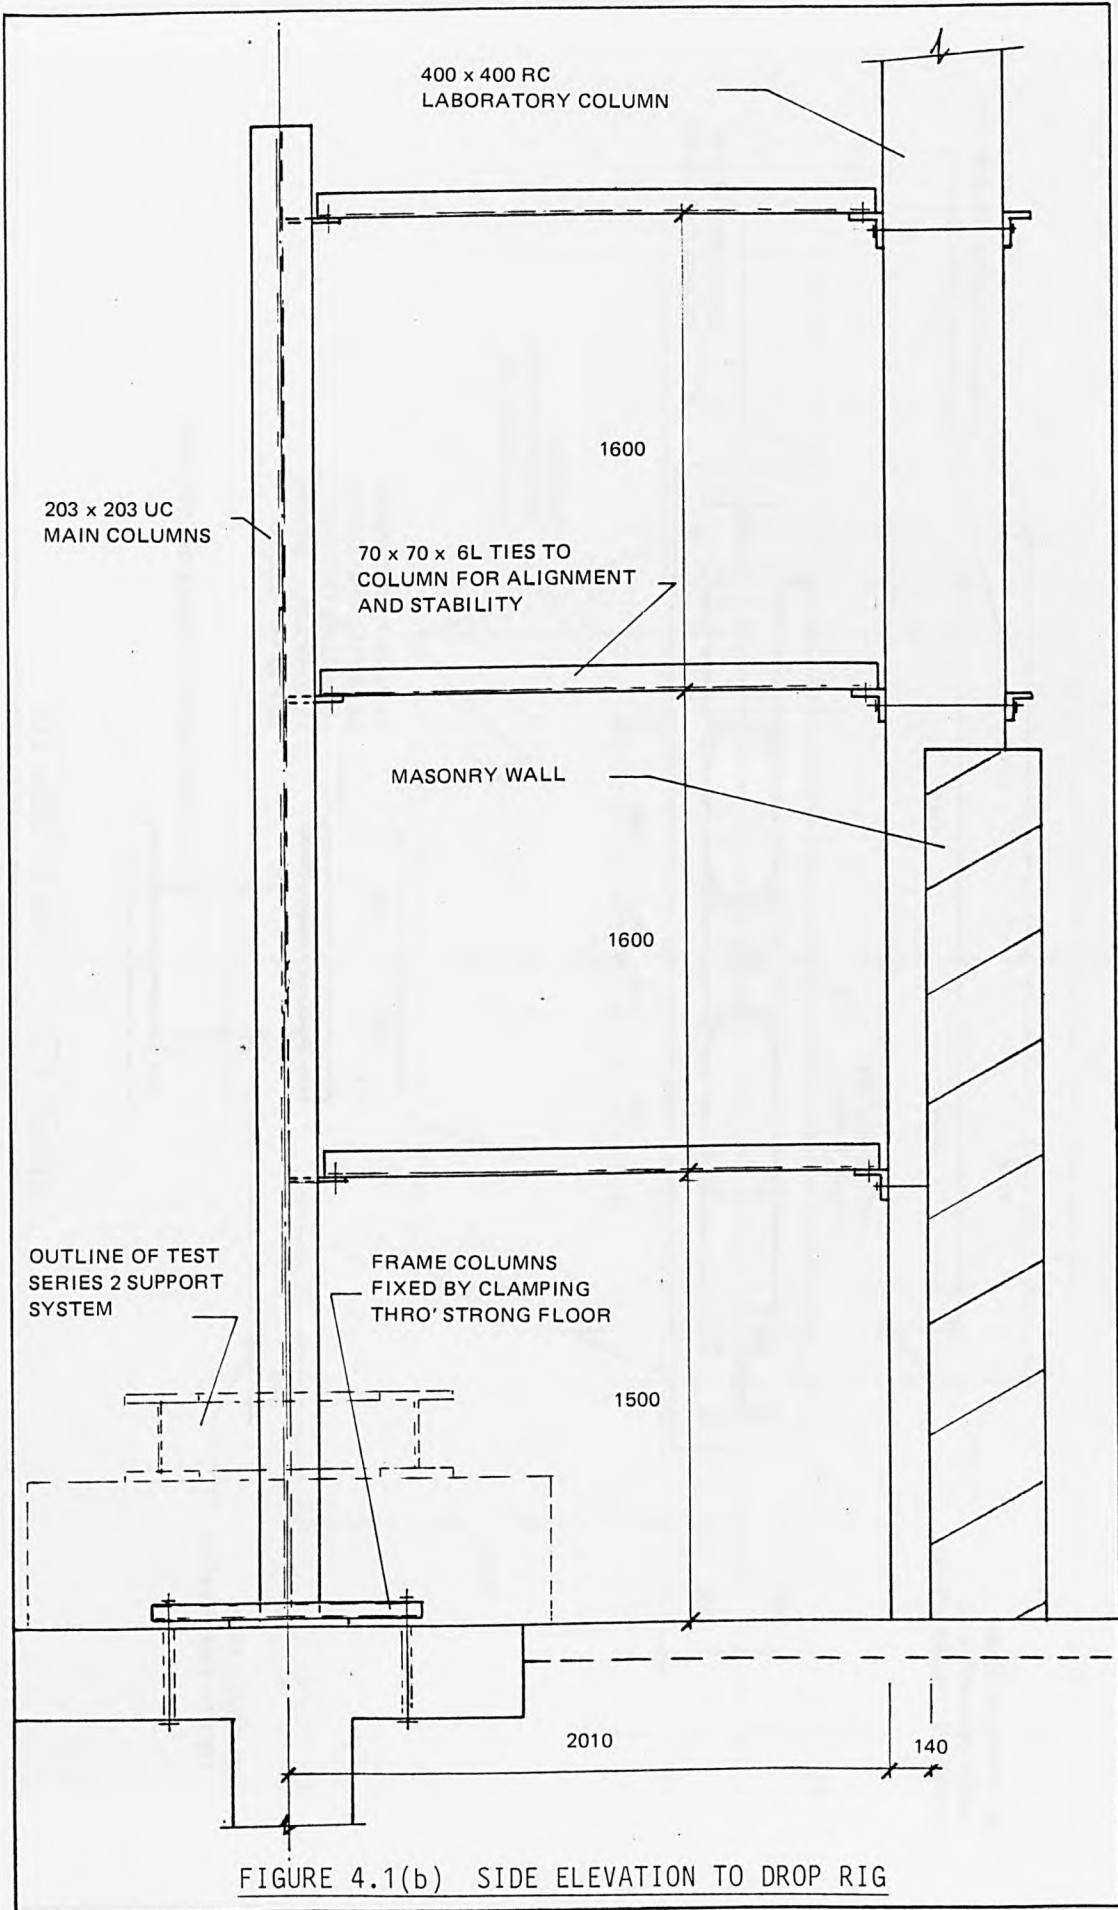 400 x 400 RC
LABORATORY COLUMN
1600
203 x 203 UC
MAIN COLUMNS
70 x 70 x 6L TIES TO
COLUMN FOR ALIGNMENT
AND STABILITY
MASONRY WALL
1600
OUTLINE OF TEST
SERIES 2 SUPPORT
SYSTEM
FRAME COLUMNS
FIXED BY CLAMPING
THRO' STRONG FLOOR
1500
2010
140
FIGURE 4.1(b) SIDE ELEVATION TO DROP RIG